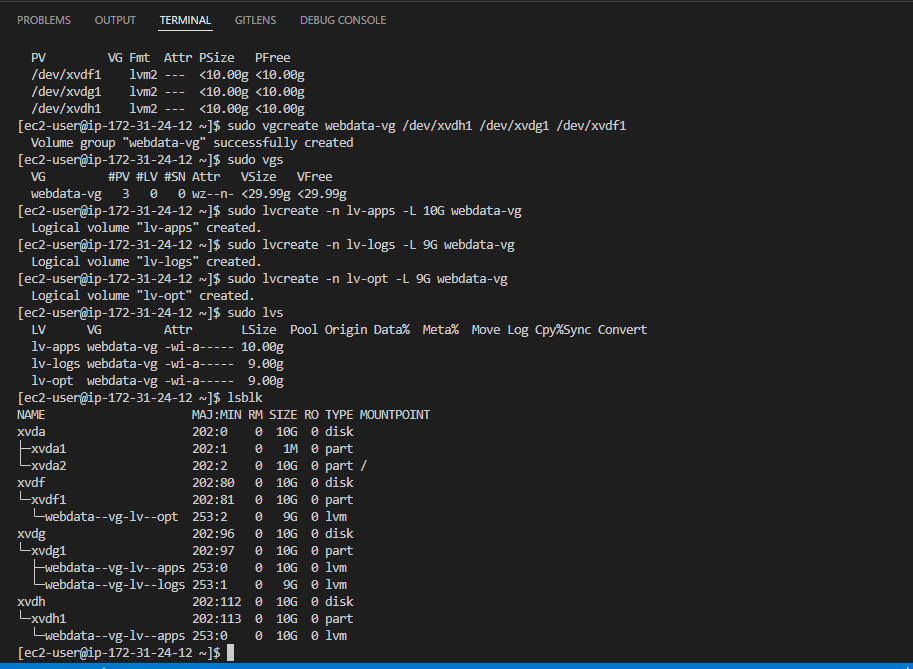 PROBLEMS OUTPUT TERMINAL GITLENS DEBUG CONSOLE
PV VG Fmt Attr PSize PFree
/dev/xvdf1 lvm2 --- <10.00g <10.00g
/dev/xvdg1 lvm2 --- <10.00g <10.00g
/dev/xvdh1 lvm2 --- <10.00g <10.00g
[ec2-user@ip-172-31-24-12 ~]$ sudo vgcreate webdata-vg /dev/xvdh1 /dev/xvdg1 /dev/xvdf1
Volume group "webdata-vg" successfully created
[ec2-user@ip-172-31-24-12 ~]$ sudo vgs
VG #PV #LV #SN Attr VSize VFree
webdata-vg 3 0 0 wz--n- <29.99g <29.99g
[ec2-user@ip-172-31-24-12 ~]$ sudo lvcreate -n lv-apps -L 10G webdata-vg
Logical volume "lv-apps" created.
[ec2-user@ip-172-31-24-12 ~]$ sudo lvcreate -n lv-logs -L 9G webdata-vg
Logical volume "lv-logs" created.
[ec2-user@ip-172-31-24-12 ~]$ sudo lvcreate -n lv-opt -L 9G webdata-vg
Logical volume "lv-opt" created.
[ec2-user@ip-172-31-24-12 ~]$ sudo lvs
LV VG Attr LSize Pool Origin Data% Meta% Move Log Cpy%Sync Convert
lv-apps webdata-vg -wi-a----- 10.00g
lv-logs webdata-vg -wi-a----- 9.00g
lv-opt webdata-vg -wi-a----- 9.00g
[ec2-user@ip-172-31-24-12 ~]$ lsblk
NAME MAJ:MIN RM SIZE RO TYPE MOUNTPOINT
xvda 202:0 0 10G 0 disk
├─xvda1 202:1 0 1M 0 part
└─xvda2 202:2 0 10G 0 part /
xvdf 202:80 0 10G 0 disk
└─xvdf1 202:81 0 10G 0 part
└─webdata--vg-lv--opt 253:2 0 9G 0 lvm
xvdg 202:96 0 10G 0 disk
└─xvdg1 202:97 0 10G 0 part
├─webdata--vg-lv--apps 253:0 0 10G 0 lvm
└─webdata--vg-lv--logs 253:1 0 9G 0 lvm
xvdh 202:112 0 10G 0 disk
└─xvdh1 202:113 0 10G 0 part
└─webdata--vg-lv--apps 253:0 0 10G 0 lvm
[ec2-user@ip-172-31-24-12 ~]$